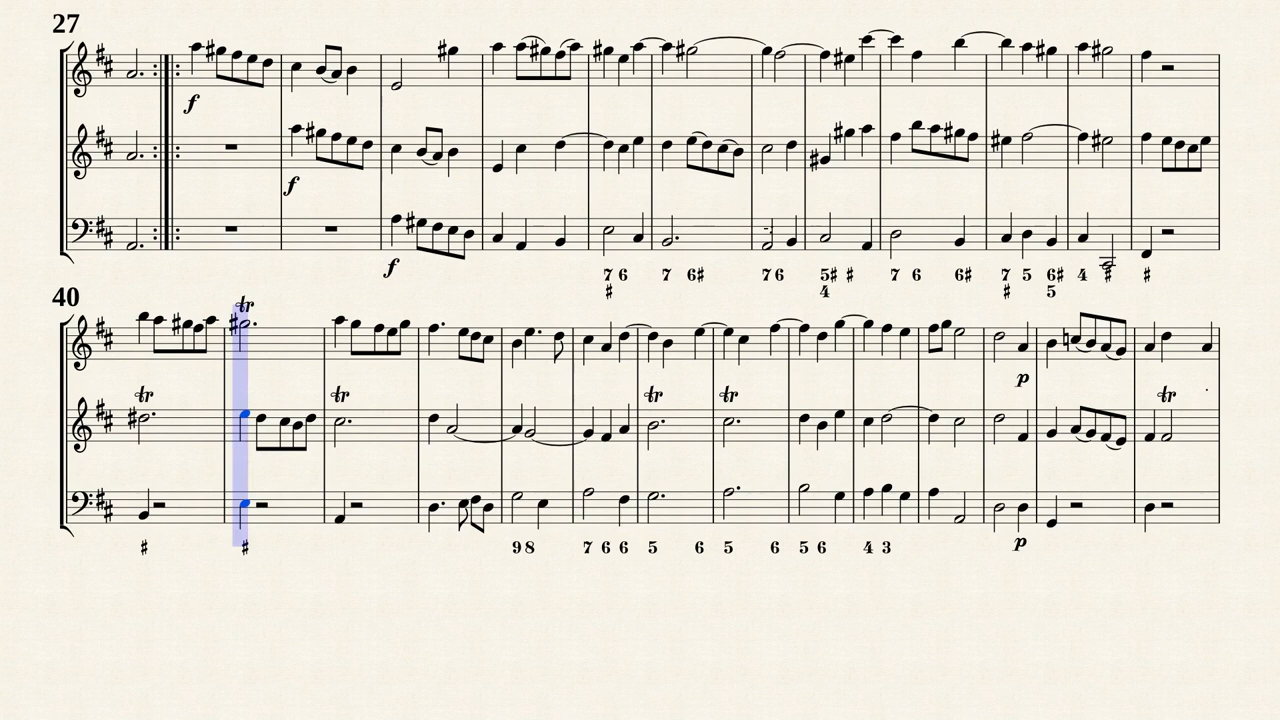 27
f
f
f
7 6 7 6♯ 7 6 5♯ ♯ 7 6 6♯ 7 5 6♯ 4 ♯ ♯
♯ 4 ♯ 5
40
tr
tr tr tr tr tr
p
♯ ♯ 9 8 7 6 6 5 6 5 6 5 6 4 3
p